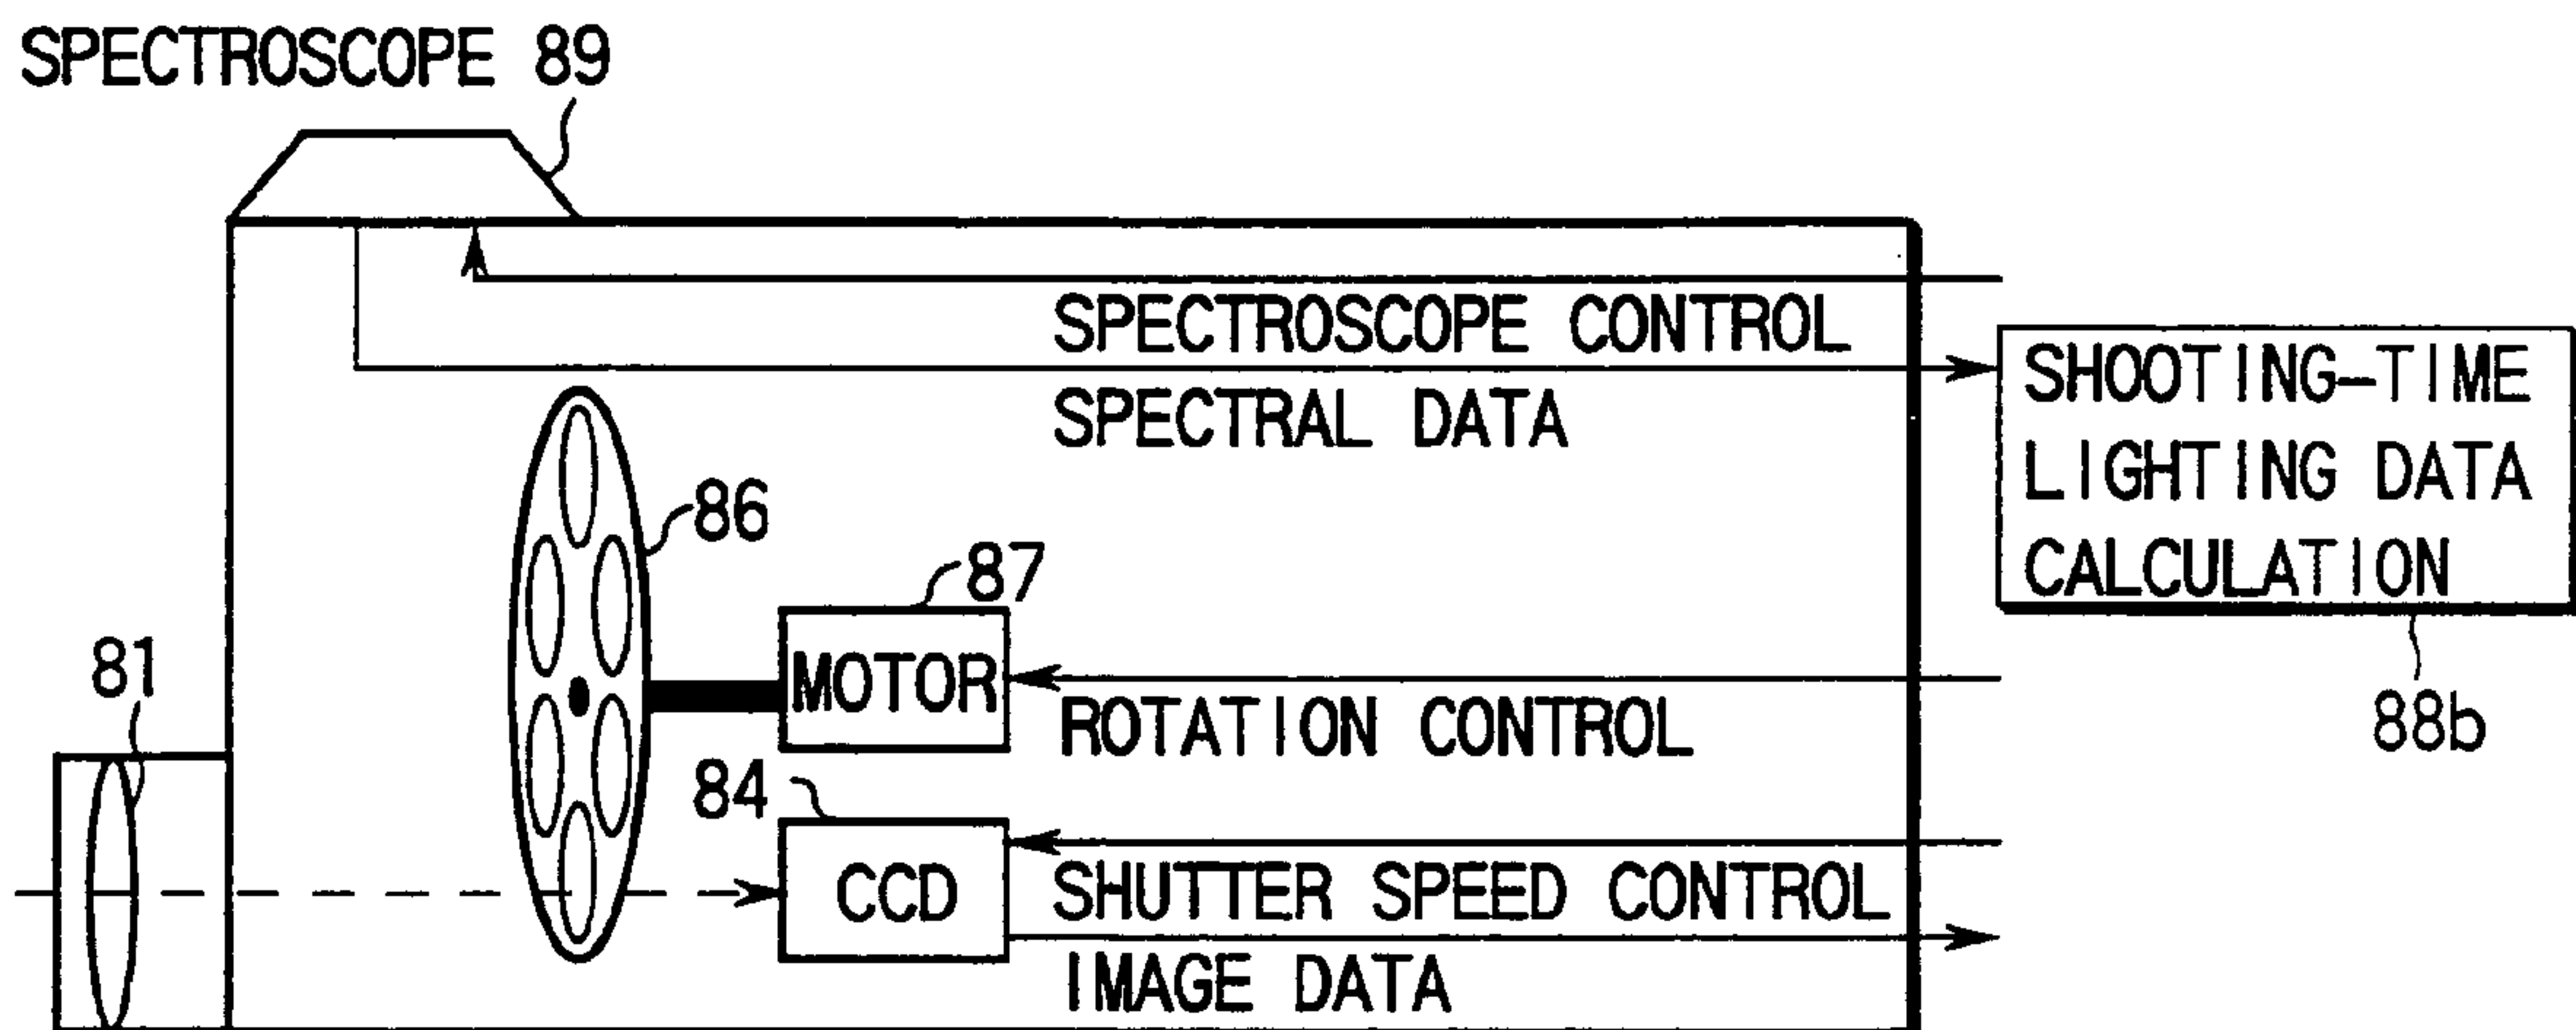 SPECTROSCOPE 89
SPECTROSCOPE CONTROL
SPECTRAL DATA
SHOOTING-TIME
LIGHTING DATA
CALCULATION
88b
86
87
MOTOR
ROTATION CONTROL
81
84
CCD
SHUTTER SPEED CONTROL
IMAGE DATA